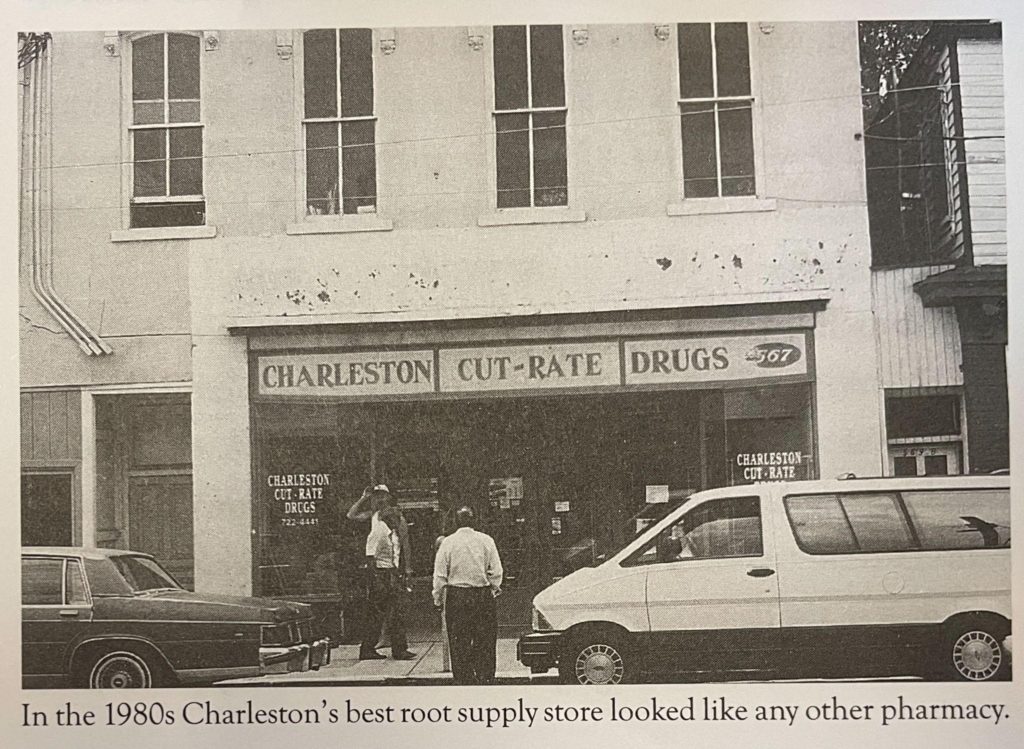 CHARLESTON CUT-RATE DRUGS 567
CHARLESTON
CUT-RATE
DRUGS
722-4441
CHARLESTON
CUT-RATE
In the 1980s Charleston's best root supply store looked like any other pharmacy.